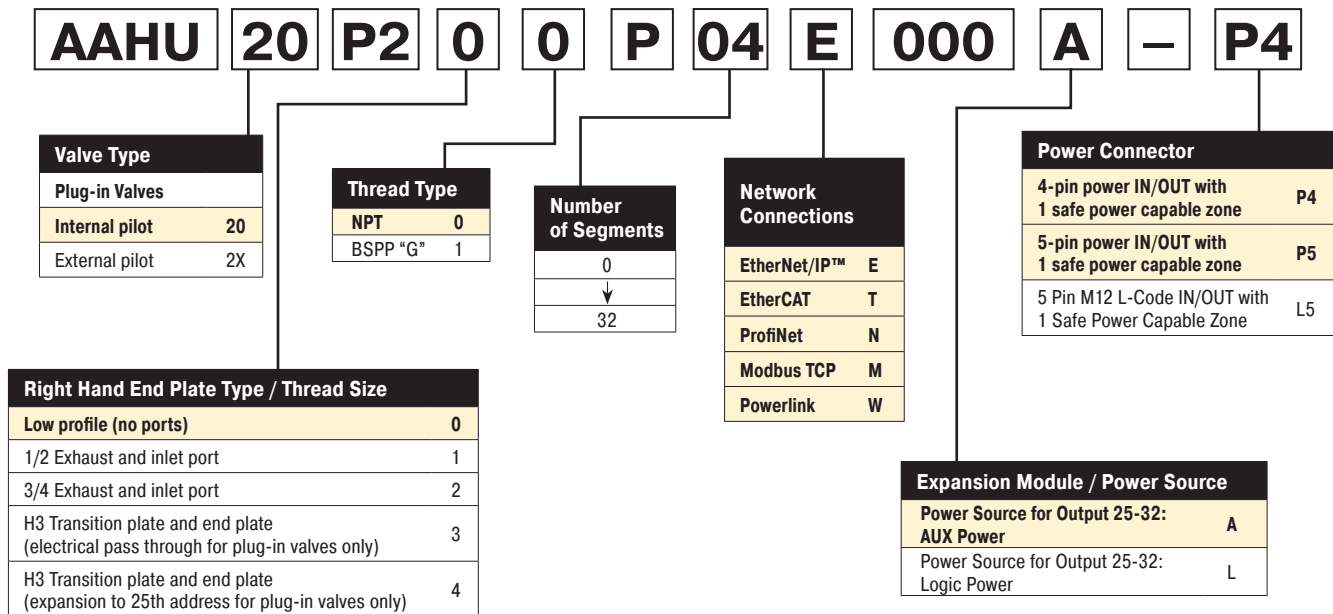 AAHU 20 P2 0 0 P 04 E 000 A – P4
Valve Type
Plug-in Valves
Internal pilot 20
External pilot 2X
Thread Type
NPT 0
BSPP “G” 1
Number
of Segments
0
↓
32
Network
Connections
EtherNet/IP™ E
EtherCAT T
ProfiNet N
Modbus TCP M
Powerlink W
Power Connector
4-pin power IN/OUT with
1 safe power capable zone P4
5-pin power IN/OUT with
1 safe power capable zone P5
5 Pin M12 L-Code IN/OUT with
1 Safe Power Capable Zone L5
Right Hand End Plate Type / Thread Size
Low profile (no ports) 0
1/2 Exhaust and inlet port 1
3/4 Exhaust and inlet port 2
H3 Transition plate and end plate
(electrical pass through for plug-in valves only) 3
H3 Transition plate and end plate
(expansion to 25th address for plug-in valves only) 4
Expansion Module / Power Source
Power Source for Output 25-32:
AUX Power A
Power Source for Output 25-32:
Logic Power L